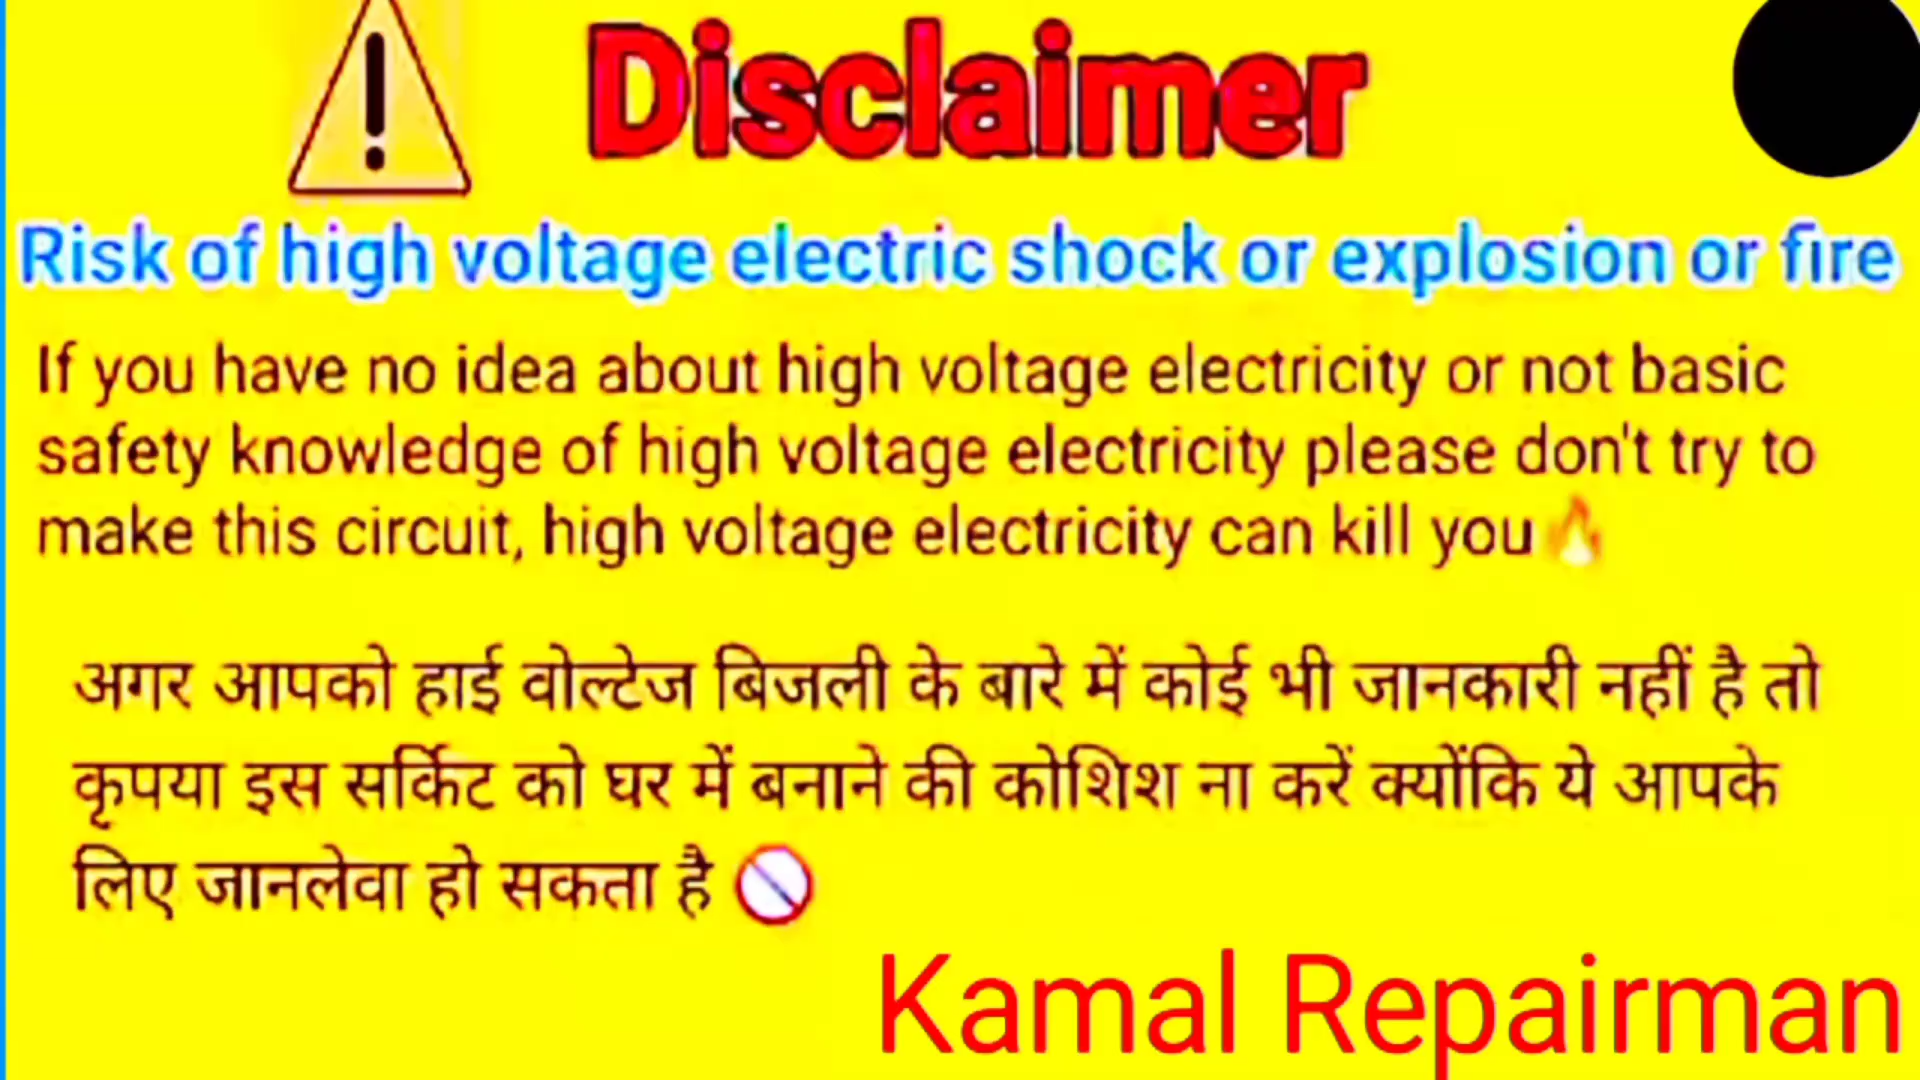 Disclaimer
Risk of high voltage electric shock or explosion or fire
If you have no idea about high voltage electricity or not basic
safety knowledge of high voltage electricity please don't try to
make this circuit, high voltage electricity can kill you🔥
अगर आपको हाई वोल्टेज बिजली के बारे में कोई भी जानकारी नहीं है तो
कृपया इस सर्किट को घर में बनाने की कोशिश ना करें क्योंकि ये आपके
लिए जानलेवा हो सकता है 🚫
Kamal Repairman